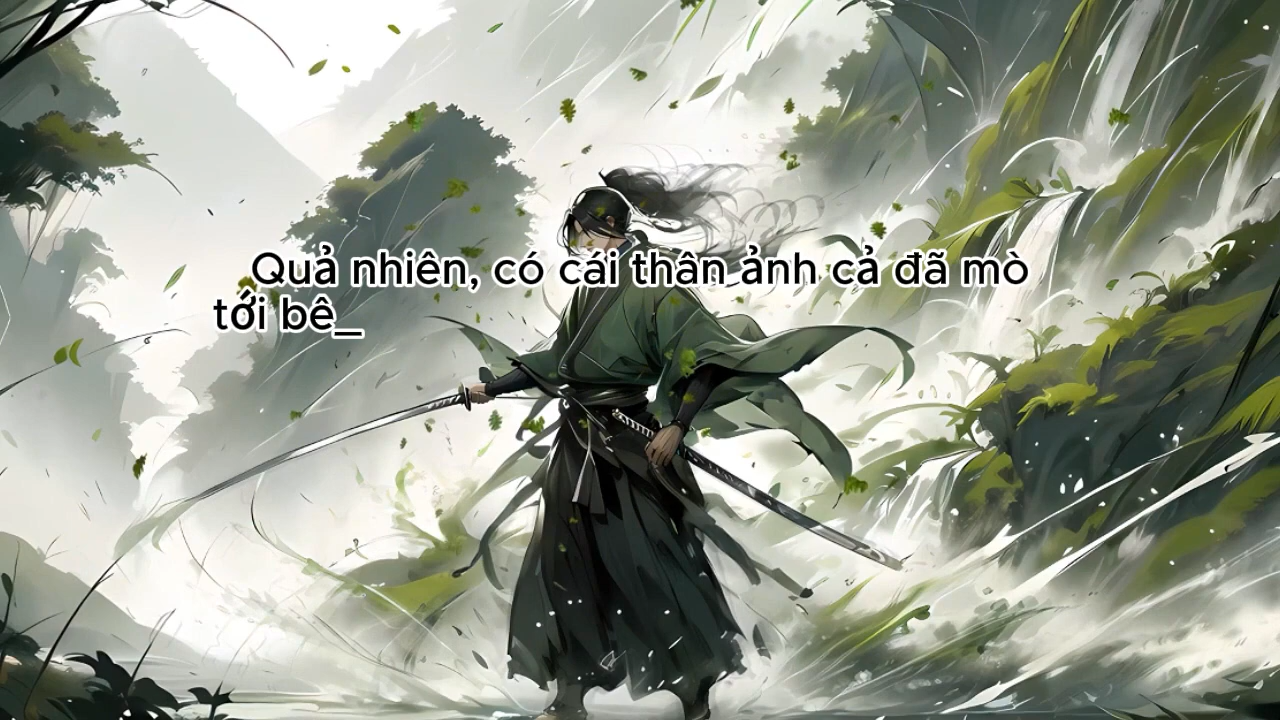 Quả nhiên, có cái thân ảnh cả đã mò
tới bê_